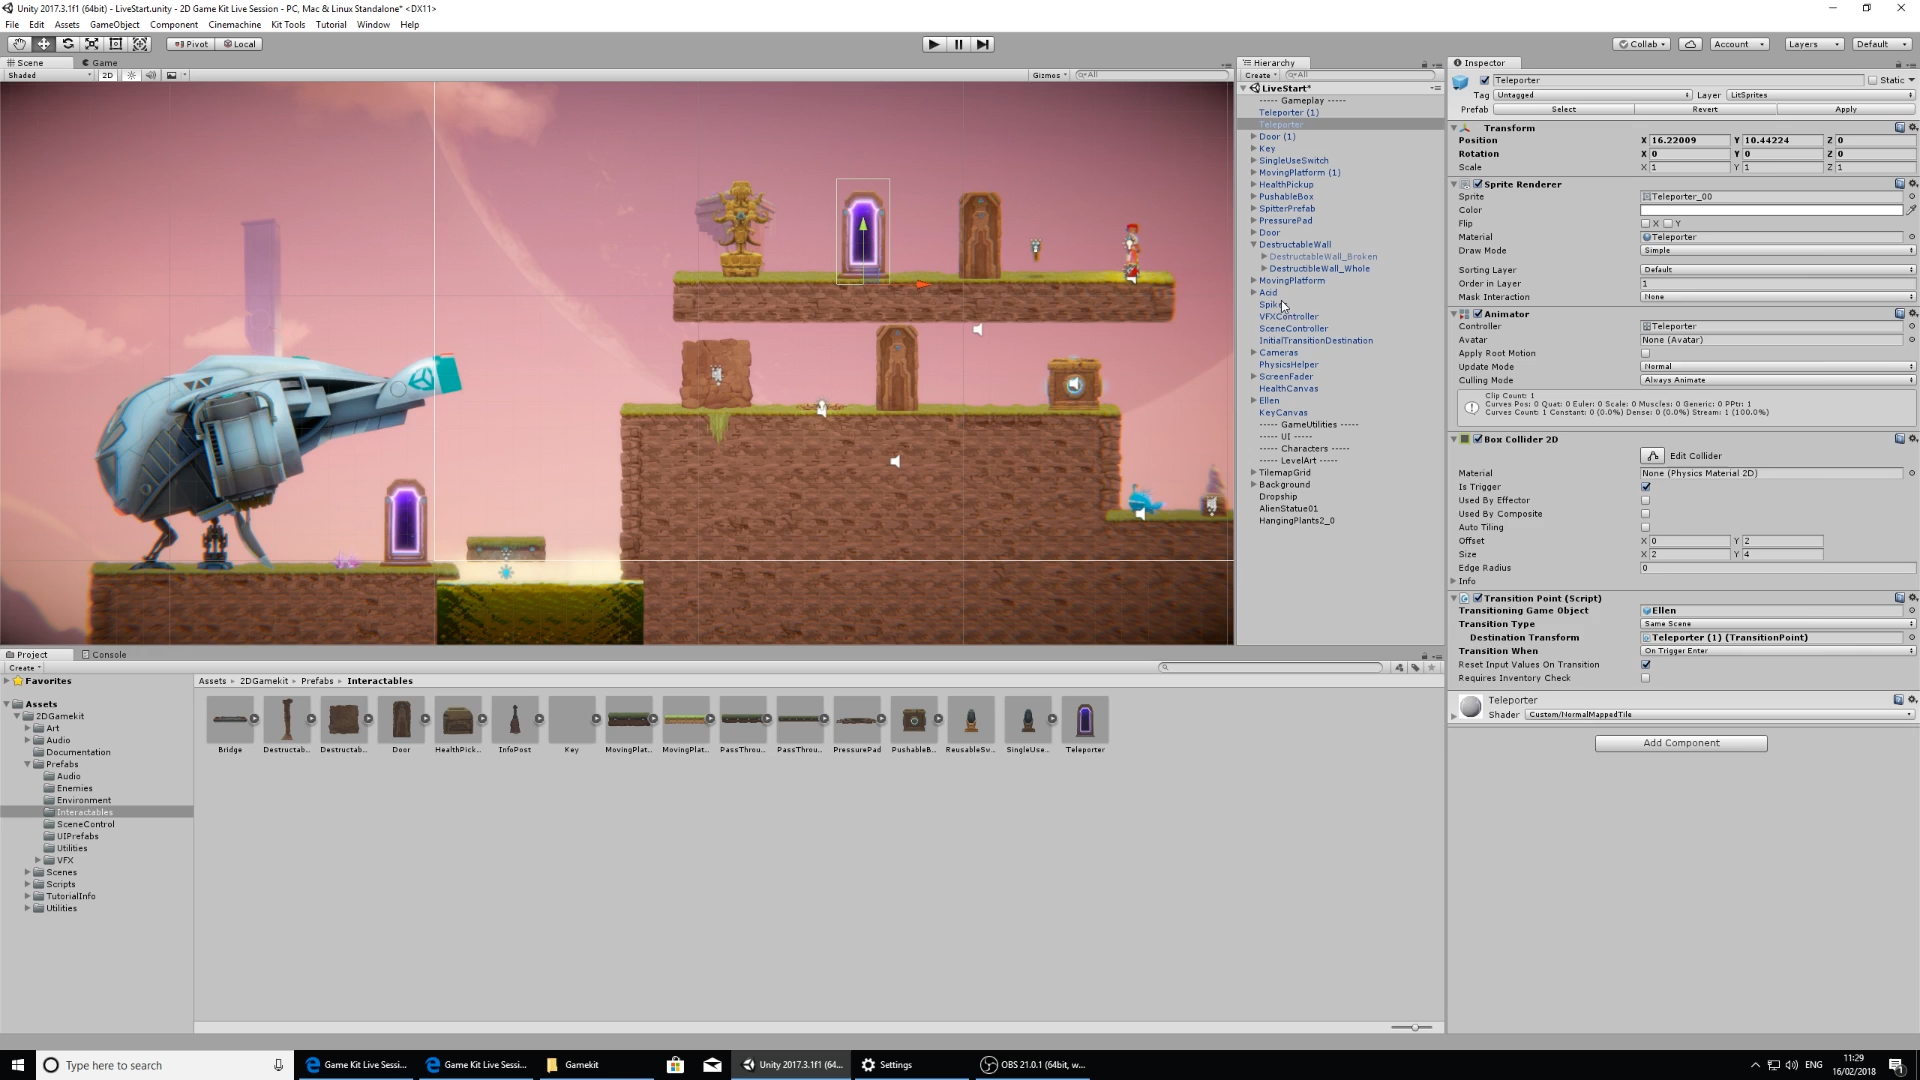 Unity 2017.3.1f1 (64bit) - LiveStart.unity - 2D Game Kit Live Session - PC, Mac & Linux Standalone* <DX11>
File Edit Assets GameObject Component Cinemachine Kit Tools Tutorial Window Help
Pivot Local Collab Account Layers Default
Scene Game
Shaded 2D Gizmos All
Hierarchy
Create All
LiveStart*
----- Gameplay -----
Teleporter (1)
Teleporter
Door (1)
Key
SingleUseSwitch
MovingPlatform (1)
HealthPickup
PushableBox
SpitterPrefab
PressurePad
Door
DestructableWall
DestructableWall_Broken
DestructibleWall_Whole
MovingPlatform
Acid
VFXController
SceneController
InitialTransitionDestination
Cameras
PhysicsHelper
ScreenFader
HealthCanvas
Ellen
KeyCanvas
----- GameUtilities -----
----- UI -----
----- Characters -----
----- LevelArt -----
TilemapGrid
Background
Dropship
AlienStatue01
HangingPlants2_0
Inspector
Teleporter Static
Tag Untagged Layer LitSprites
Prefab Select Revert Apply
Transform
Position X 16.22009 Y 10.44224 Z 0
Rotation X 0 Y 0 Z 0
Scale X 1 Y 1 Z 1
Sprite Renderer
Sprite Teleporter_00
Color
Flip X Y
Material Teleporter
Draw Mode Simple
Sorting Layer Default
Order in Layer 1
Mask Interaction None
Animator
Controller Teleporter
Avatar None (Avatar)
Apply Root Motion
Update Mode Normal
Culling Mode Always Animate
Clip Count: 1
Curves Pos: 0 Quat: 0 Euler: 0 Scale: 0 Muscles: 0 Generic: 0 PPtr: 1
Curves Count: 1 Constant: 0 (0.0%) Dense: 0 (0.0%) Stream: 1 (100.0%)
Box Collider 2D
Edit Collider
Material None (Physics Material 2D)
Is Trigger
Used By Effector
Used By Composite
Auto Tiling
Offset X 0 Y 2
Size X 2 Y 4
Edge Radius 0
Info
Transition Point (Script)
Transitioning Game Object Ellen
Transition Type Same Scene
Destination Transform Teleporter (1) (TransitionPoint)
Transition When On Trigger Enter
Reset Input Values On Transition
Requires Inventory Check
Teleporter
Shader Custom/NormalMappedTile
Add Component
Project Console
Create
Favorites
Assets
2DGamekit
Art
Audio
Documentation
Prefabs
Audio
Enemies
Environment
Interactables
SceneControl
UIPrefabs
Utilities
VFX
Scenes
Scripts
TutorialInfo
Utilities
Assets 2DGamekit Prefabs Interactables
Bridge Destructab... Destructab... Door HealthPick... InfoPost Key MovingPlat... MovingPlat... PassThrou... PassThrou... PressurePad PushableB... ReusableSw... SingleUse... Teleporter
Type here to search
Game Kit Live Sessi... Game Kit Live Sessi... Gamekit Unity 2017.3.1f1 (64... Settings OBS 21.0.1 (64bit, w...
ENG
11:29
16/02/2018